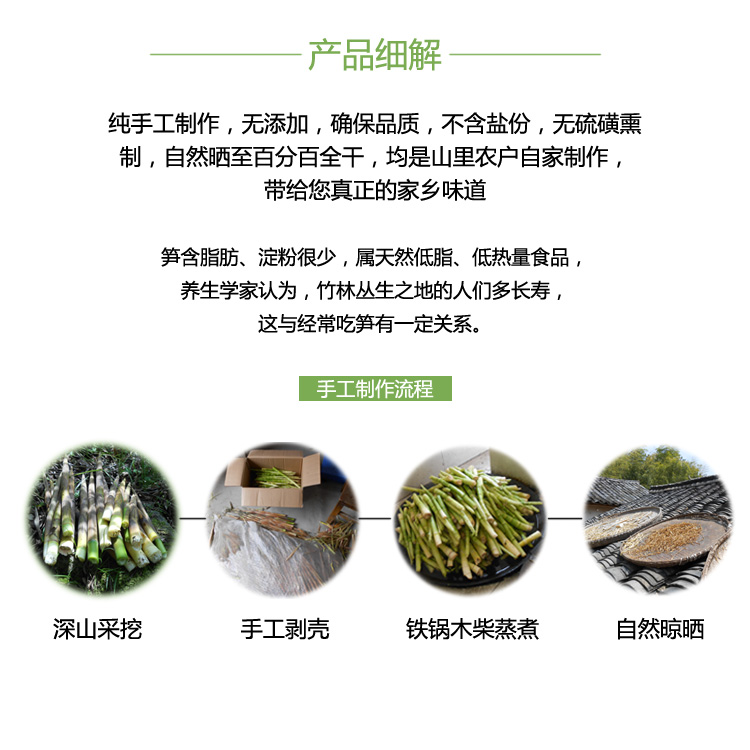 产品细解
纯手工制作，无添加，确保品质，不含盐份，无硫磺熏
制，自然晒至百分百全干，均是山里农户自家制作，
带给您真正的家乡味道
笋含脂肪、淀粉很少，属天然低脂、低热量食品，
养生学家认为，竹林丛生之地的人们多长寿，
这与经常吃笋有一定关系。
手工制作流程
深山采挖
手工剥壳
铁锅木柴蒸煮
自然晾晒